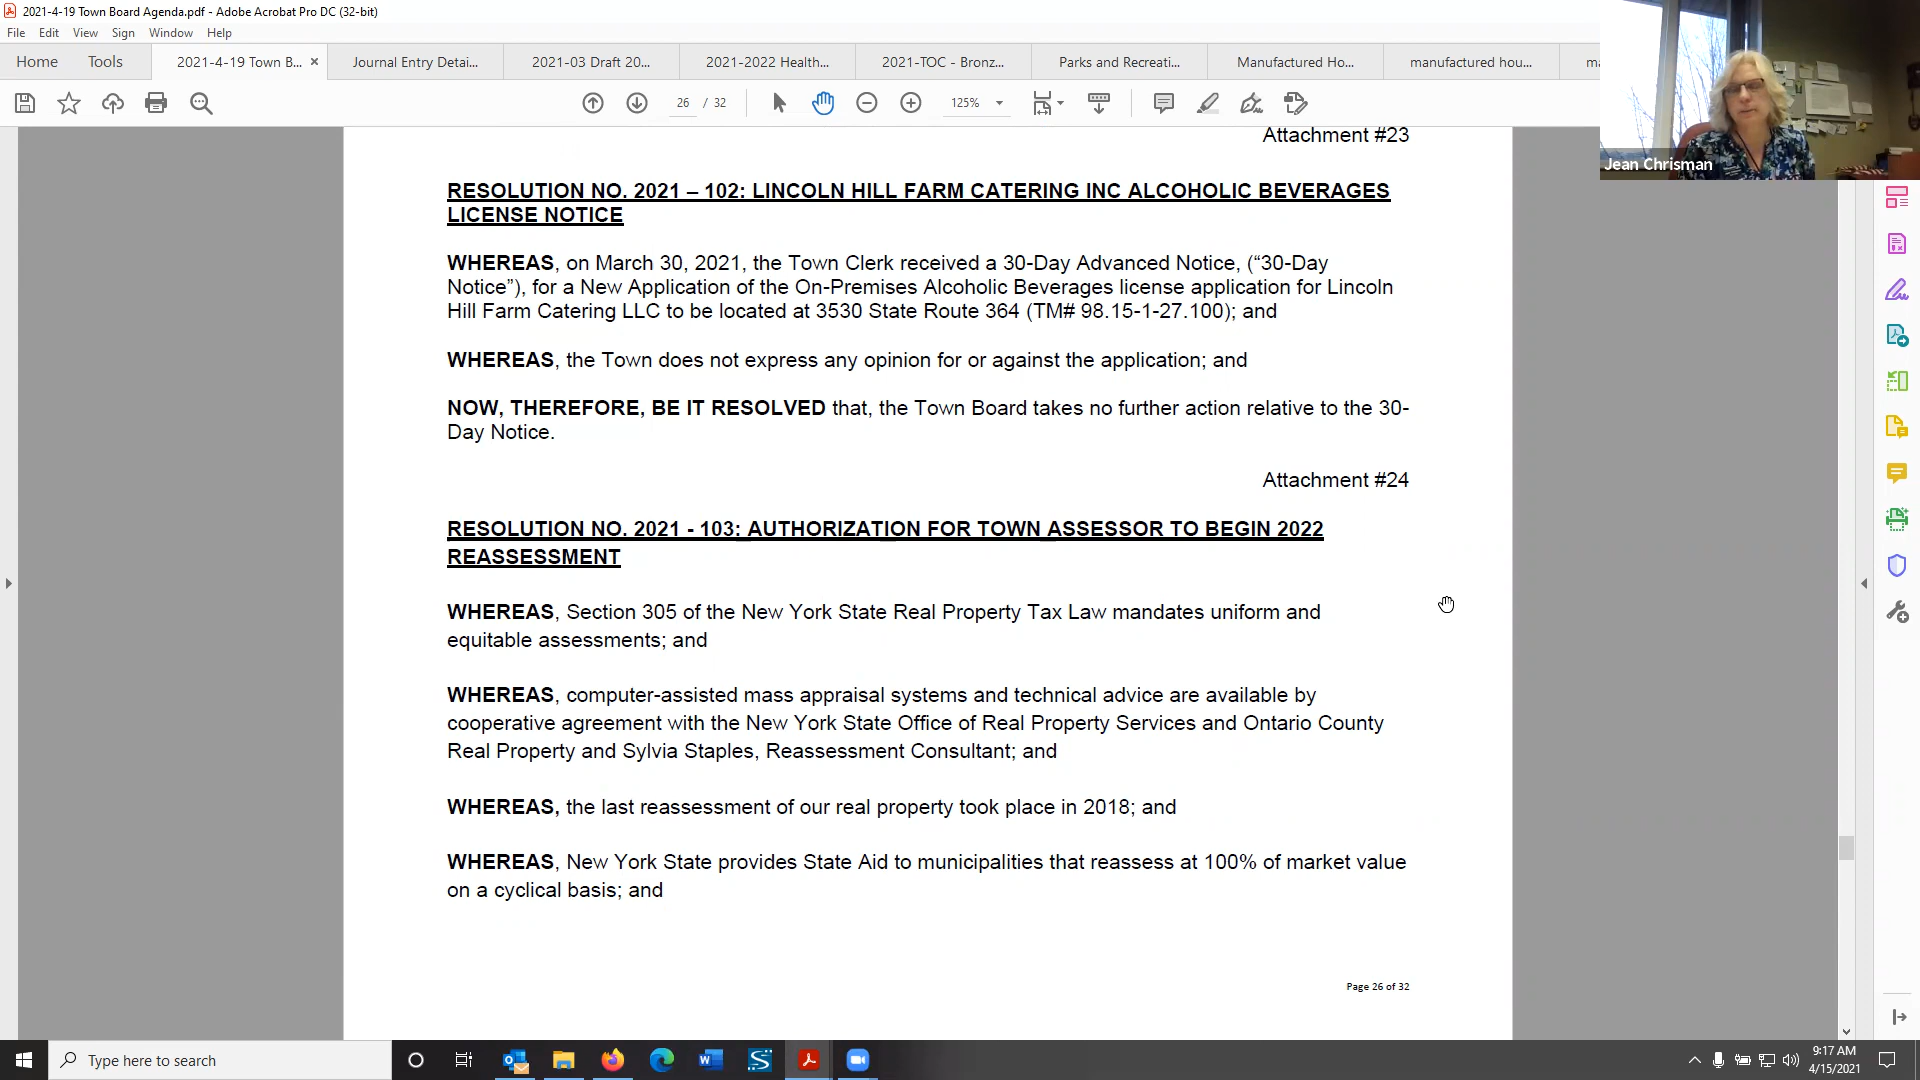 2021-4-19 Town Board Agenda.pdf - Adobe Acrobat Pro DC (32-bit)
File Edit View Sign Window Help
Home Tools 2021-4-19 Town B... × Journal Entry Detai... 2021-03 Draft 20... 2021-2022 Health... 2021-TOC - Bronz... Parks and Recreati... Manufactured Ho... manufactured hou... ma
26 / 32 125%
Jean Chrisman
Attachment #23
RESOLUTION NO. 2021 – 102: LINCOLN HILL FARM CATERING INC ALCOHOLIC BEVERAGES
LICENSE NOTICE
WHEREAS, on March 30, 2021, the Town Clerk received a 30-Day Advanced Notice, (“30-Day
Notice”), for a New Application of the On-Premises Alcoholic Beverages license application for Lincoln
Hill Farm Catering LLC to be located at 3530 State Route 364 (TM# 98.15-1-27.100); and
WHEREAS, the Town does not express any opinion for or against the application; and
NOW, THEREFORE, BE IT RESOLVED that, the Town Board takes no further action relative to the 30-
Day Notice.
Attachment #24
RESOLUTION NO. 2021 - 103: AUTHORIZATION FOR TOWN ASSESSOR TO BEGIN 2022
REASSESSMENT
WHEREAS, Section 305 of the New York State Real Property Tax Law mandates uniform and
equitable assessments; and
WHEREAS, computer-assisted mass appraisal systems and technical advice are available by
cooperative agreement with the New York State Office of Real Property Services and Ontario County
Real Property and Sylvia Staples, Reassessment Consultant; and
WHEREAS, the last reassessment of our real property took place in 2018; and
WHEREAS, New York State provides State Aid to municipalities that reassess at 100% of market value
on a cyclical basis; and
Page 26 of 32
Type here to search
9:17 AM
4/15/2021